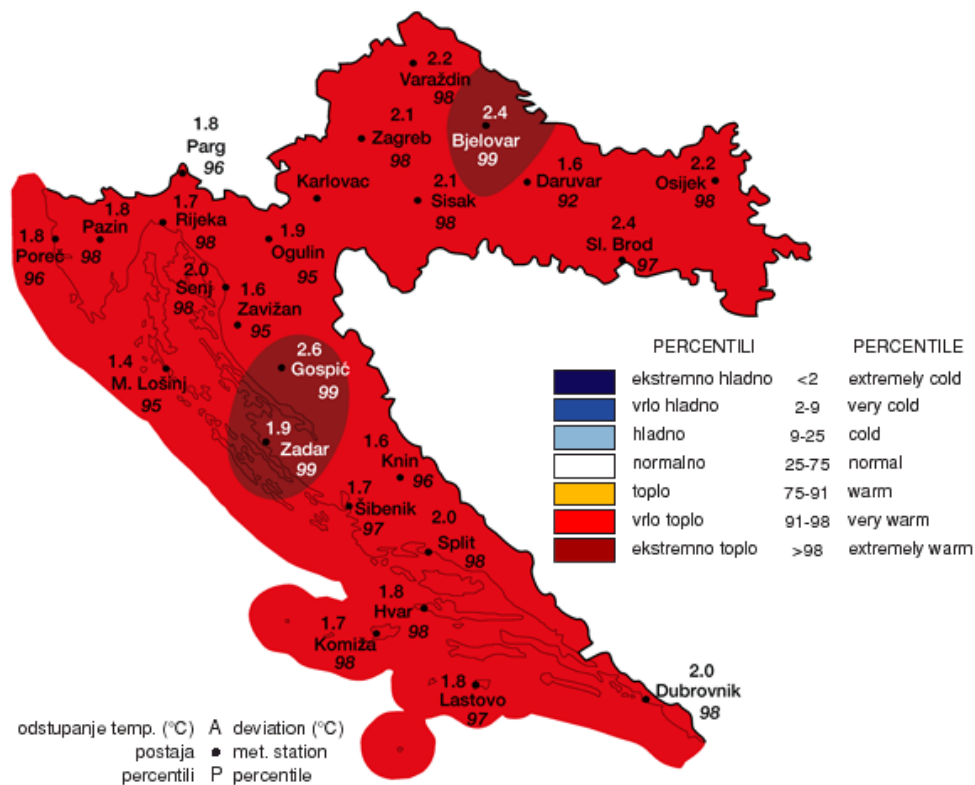 2.2
Varaždin
98
2.4
Bjelovar
99
2.1
Zagreb
98
1.8
Parg
96
1.6
Daruvar
92
2.2
Osijek
98
Karlovac
2.1
Sisak
98
1.8
Poreč
96
1.8
Pazin
98
1.7
Rijeka
98
1.9
Ogulin
95
2.4
Sl. Brod
97
2.0
Senj
98
1.6
Zavižan
95
1.4
M. Lošinj
95
2.6
Gospić
99
1.9
Zadar
99
1.6
Knin
96
1.7
Šibenik
97
2.0
Split
98
1.8
Hvar
98
1.7
Komiža
98
1.8
Lastovo
97
2.0
Dubrovnik
98
PERCENTILI PERCENTILE
ekstremno hladno <2 extremely cold
vrlo hladno 2-9 very cold
hladno 9-25 cold
normalno 25-75 normal
toplo 75-91 warm
vrlo toplo 91-98 very warm
ekstremno toplo >98 extremely warm
odstupanje temp. (°C) A deviation (°C)
postaja met. station
percentili P percentile